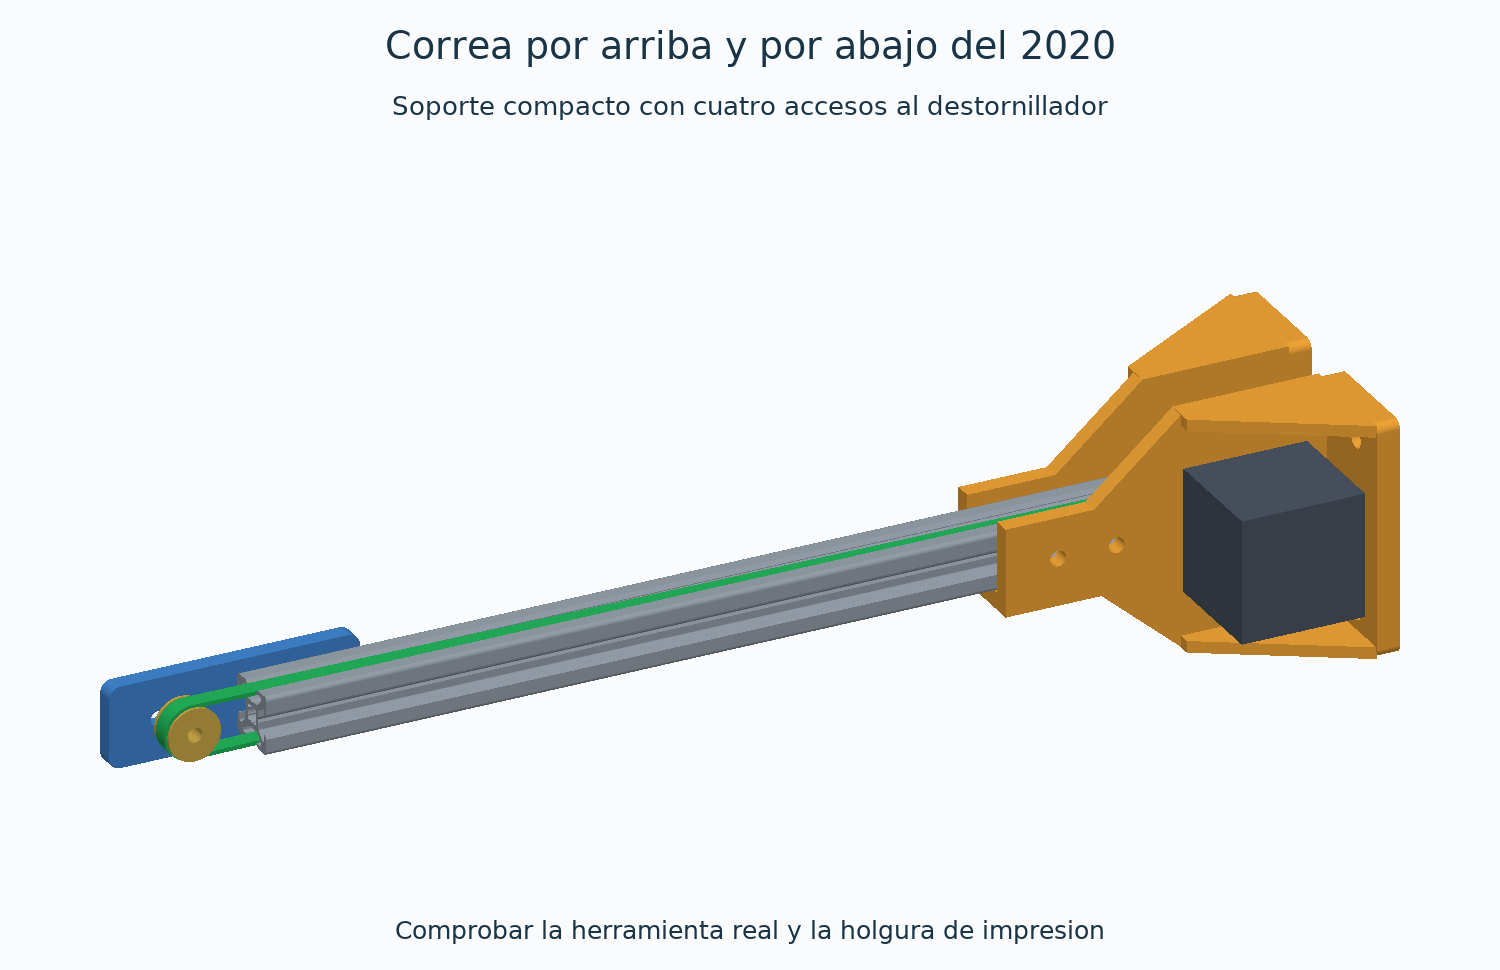 Correa por arriba y por abajo del 2020
Soporte compacto con cuatro accesos al destornillador
Comprobar la herramienta real y la holgura de impresion